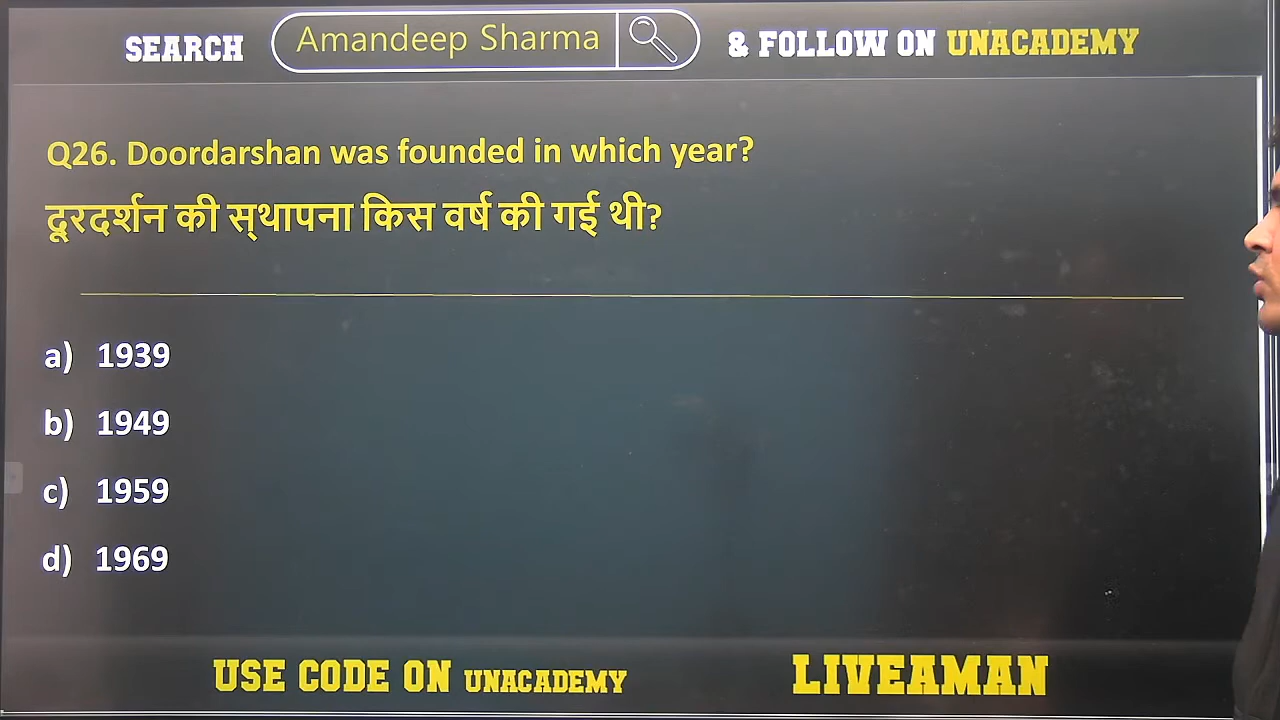 SEARCH Amandeep Sharma & FOLLOW ON UNACADEMY
Q26. Doordarshan was founded in which year?
दूरदर्शन की स्थापना किस वर्ष की गई थी?
a) 1939
b) 1949
c) 1959
d) 1969
USE CODE ON UNACADEMY LIVEAMAN